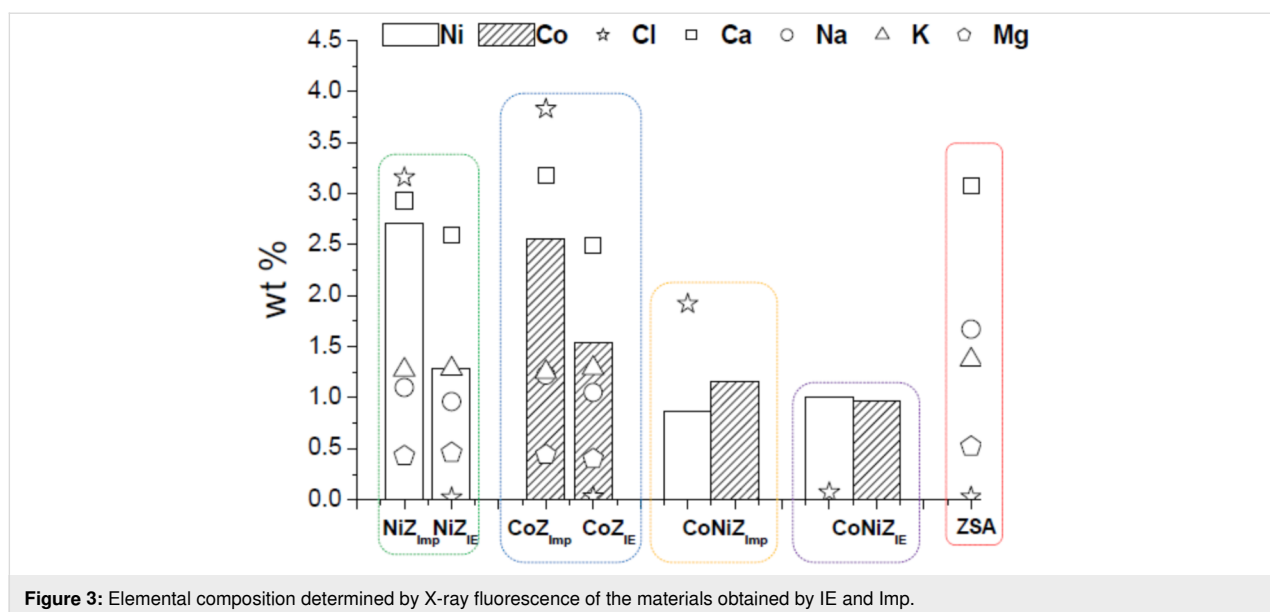 Ni Co Cl Ca Na K Mg
4.5
4.0
3.5
3.0
2.5
2.0
1.5
1.0
0.5
0.0
wt %
NiZImp NiZIE CoZImp CoZIE CoNiZImp CoNiZIE ZSA
Figure 3: Elemental composition determined by X-ray fluorescence of the materials obtained by IE and Imp.